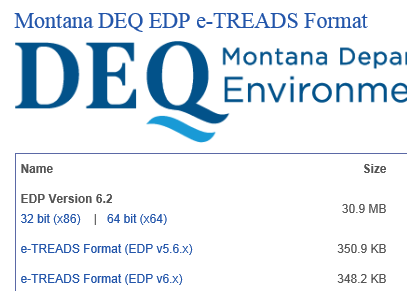 Montana DEQ EDP e-TREADS Format
DEQ Montana Depar
Environme
Name Size
EDP Version 6.2
32 bit (x86) | 64 bit (x64) 30.9 MB
e-TREADS Format (EDP v5.6.x) 350.9 KB
e-TREADS Format (EDP v6.x) 348.2 KB